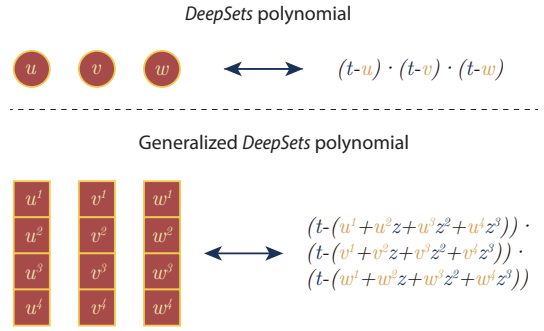 DeepSets polynomial
u v w (t-u) · (t-v) · (t-w)
Generalized DeepSets polynomial
u¹ v¹ w¹
u² v² w²
u³ v³ w³
u⁴ v⁴ w⁴
(t-(u¹+u²z+u³z²+u⁴z³)) ·
(t-(v¹+v²z+v³z²+v⁴z³)) ·
(t-(w¹+w²z+w³z²+w⁴z³))